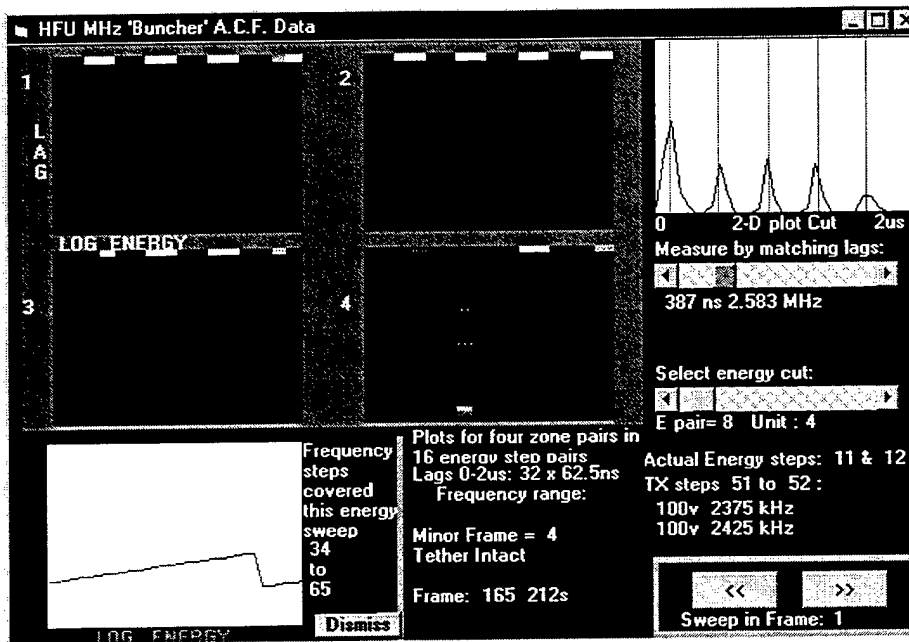 HFU MHz 'Buncher' A.C.F. Data
1
2
L
A
G
LOG ENERGY
3
4
0 2-D plot Cut 2us
Measure by matching lags:
387 ns 2.583 MHz
Select energy cut:
E pair= 8 Unit : 4
Actual Energy steps: 11 & 12
TX steps 51 to 52 :
100v 2375 kHz
100v 2425 kHz
Frequency
steps
covered
this energy
sweep
34
to
65
Dismiss
LOG ENERGY
Plots for four zone pairs in
16 energy step pairs
Lags 0-2us: 32 x 62.5ns
Frequency range:
Minor Frame = 4
Tether Intact
Frame: 165 212s
<< >>
Sweep in Frame: 1